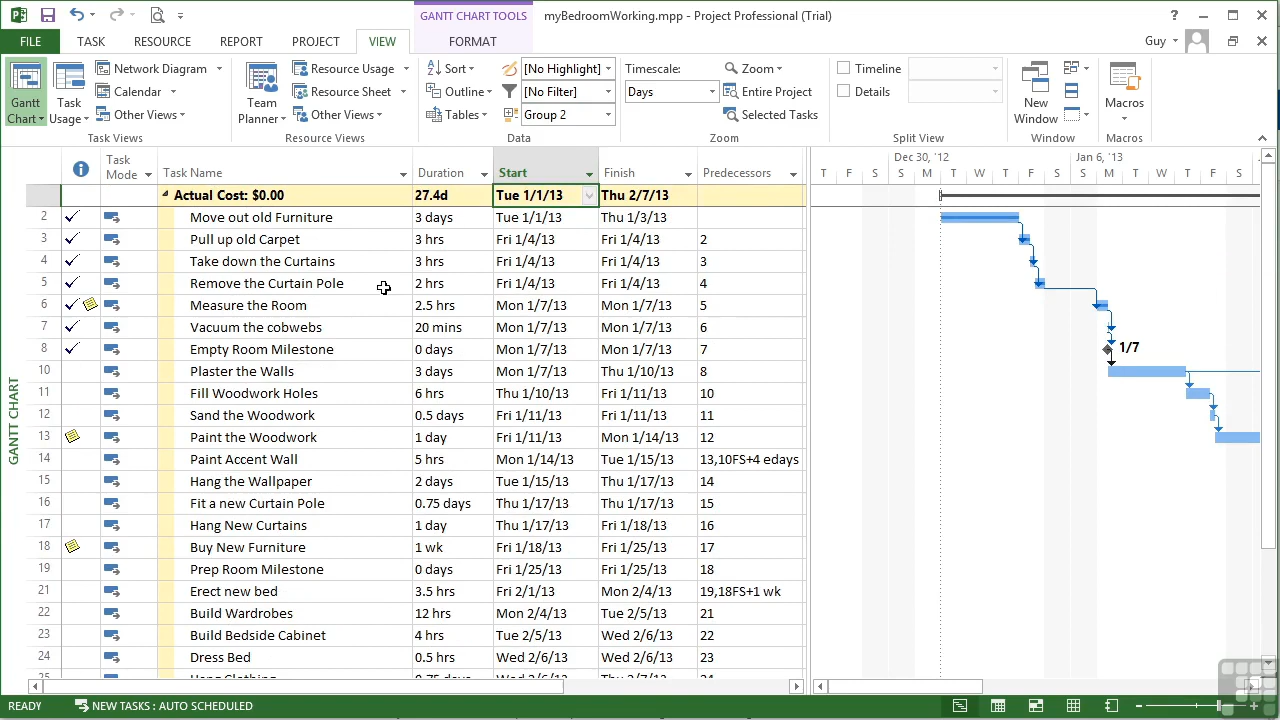 GANTT CHART TOOLS
myBedroomWorking.mpp - Project Professional (Trial)
FILE TASK RESOURCE REPORT PROJECT VIEW FORMAT Guy
Gantt Chart
Task Usage
Network Diagram
Calendar
Other Views
Task Views
Team Planner
Resource Usage
Resource Sheet
Other Views
Resource Views
Sort
Outline
Tables
[No Highlight]
[No Filter]
Group 2
Data
Timescale:
Days
Zoom
Entire Project
Selected Tasks
Zoom
Timeline
Details
Split View
New Window
Window
Macros
Macros
Task Mode Task Name Duration Start Finish Predecessors
Dec 30, '12 Jan 6, '13
T F S S M T W T F S S M T W T F S
Actual Cost: $0.00 27.4d Tue 1/1/13 Thu 2/7/13
2 Move out old Furniture 3 days Tue 1/1/13 Thu 1/3/13
3 Pull up old Carpet 3 hrs Fri 1/4/13 Fri 1/4/13 2
4 Take down the Curtains 3 hrs Fri 1/4/13 Fri 1/4/13 3
5 Remove the Curtain Pole 2 hrs Fri 1/4/13 Fri 1/4/13 4
6 Measure the Room 2.5 hrs Mon 1/7/13 Mon 1/7/13 5
7 Vacuum the cobwebs 20 mins Mon 1/7/13 Mon 1/7/13 6
8 Empty Room Milestone 0 days Mon 1/7/13 Mon 1/7/13 7 1/7
10 Plaster the Walls 3 days Mon 1/7/13 Thu 1/10/13 8
11 Fill Woodwork Holes 6 hrs Thu 1/10/13 Fri 1/11/13 10
12 Sand the Woodwork 0.5 days Fri 1/11/13 Fri 1/11/13 11
13 Paint the Woodwork 1 day Fri 1/11/13 Mon 1/14/13 12
14 Paint Accent Wall 5 hrs Mon 1/14/13 Tue 1/15/13 13,10FS+4 edays
15 Hang the Wallpaper 2 days Tue 1/15/13 Thu 1/17/13 14
16 Fit a new Curtain Pole 0.75 days Thu 1/17/13 Thu 1/17/13 15
17 Hang New Curtains 1 day Thu 1/17/13 Fri 1/18/13 16
18 Buy New Furniture 1 wk Fri 1/18/13 Fri 1/25/13 17
19 Prep Room Milestone 0 days Fri 1/25/13 Fri 1/25/13 18
21 Erect new bed 3.5 hrs Fri 2/1/13 Mon 2/4/13 19,18FS+1 wk
22 Build Wardrobes 12 hrs Mon 2/4/13 Tue 2/5/13 21
23 Build Bedside Cabinet 4 hrs Tue 2/5/13 Wed 2/6/13 22
24 Dress Bed 0.5 hrs Wed 2/6/13 Wed 2/6/13 23
25 Hang Clothing 0.75 days Wed 2/6/13 Thu 2/7/13 24
GANTT CHART
READY NEW TASKS : AUTO SCHEDULED